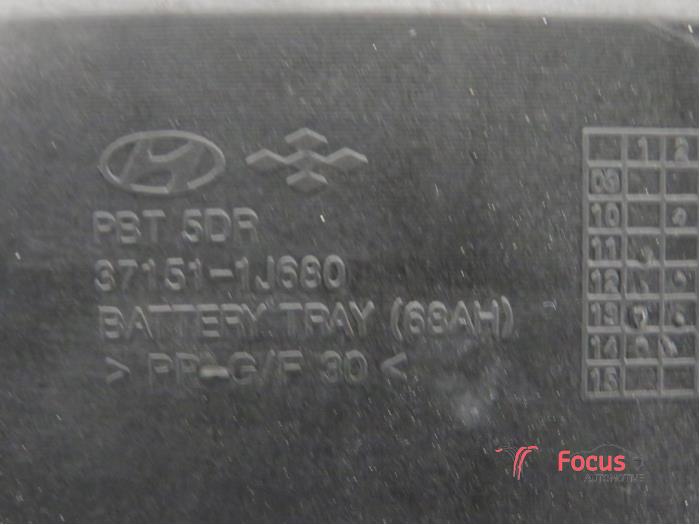 PBT 5DR
37151-1J680
BATTERY TRAY (68AH)
> PP-G/F 30 <
1 2
09
10
11
12
13
14
15
Focus+
AUTOMOTIVE